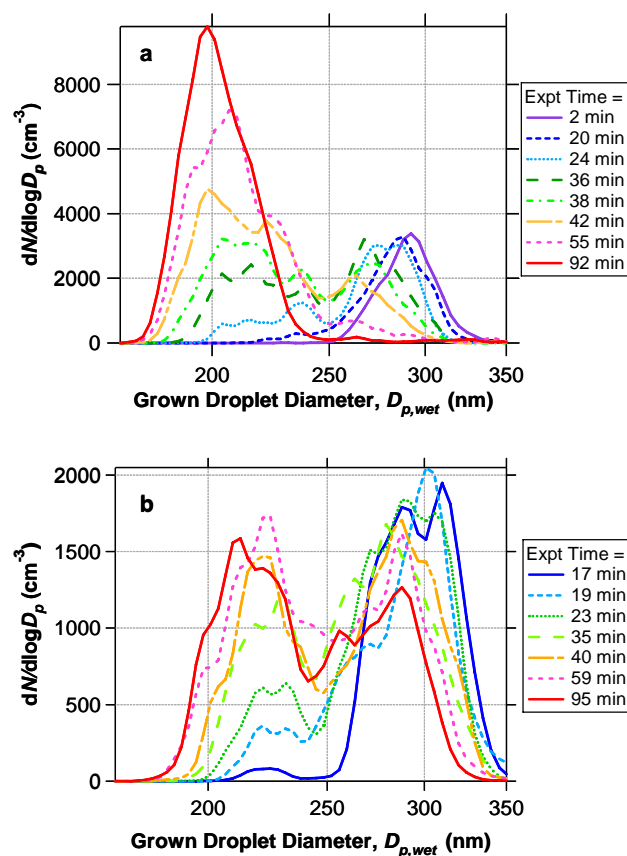 a
8000
6000
4000
2000
0
dN/dlogDp (cm-3)
200
250
300
350
Grown Droplet Diameter, Dp,wet (nm)
Expt Time =
2 min
20 min
24 min
36 min
38 min
42 min
55 min
92 min
b
2000
1500
1000
500
0
dN/dlogDp (cm-3)
200
250
300
350
Grown Droplet Diameter, Dp,wet (nm)
Expt Time =
17 min
19 min
23 min
35 min
40 min
59 min
95 min